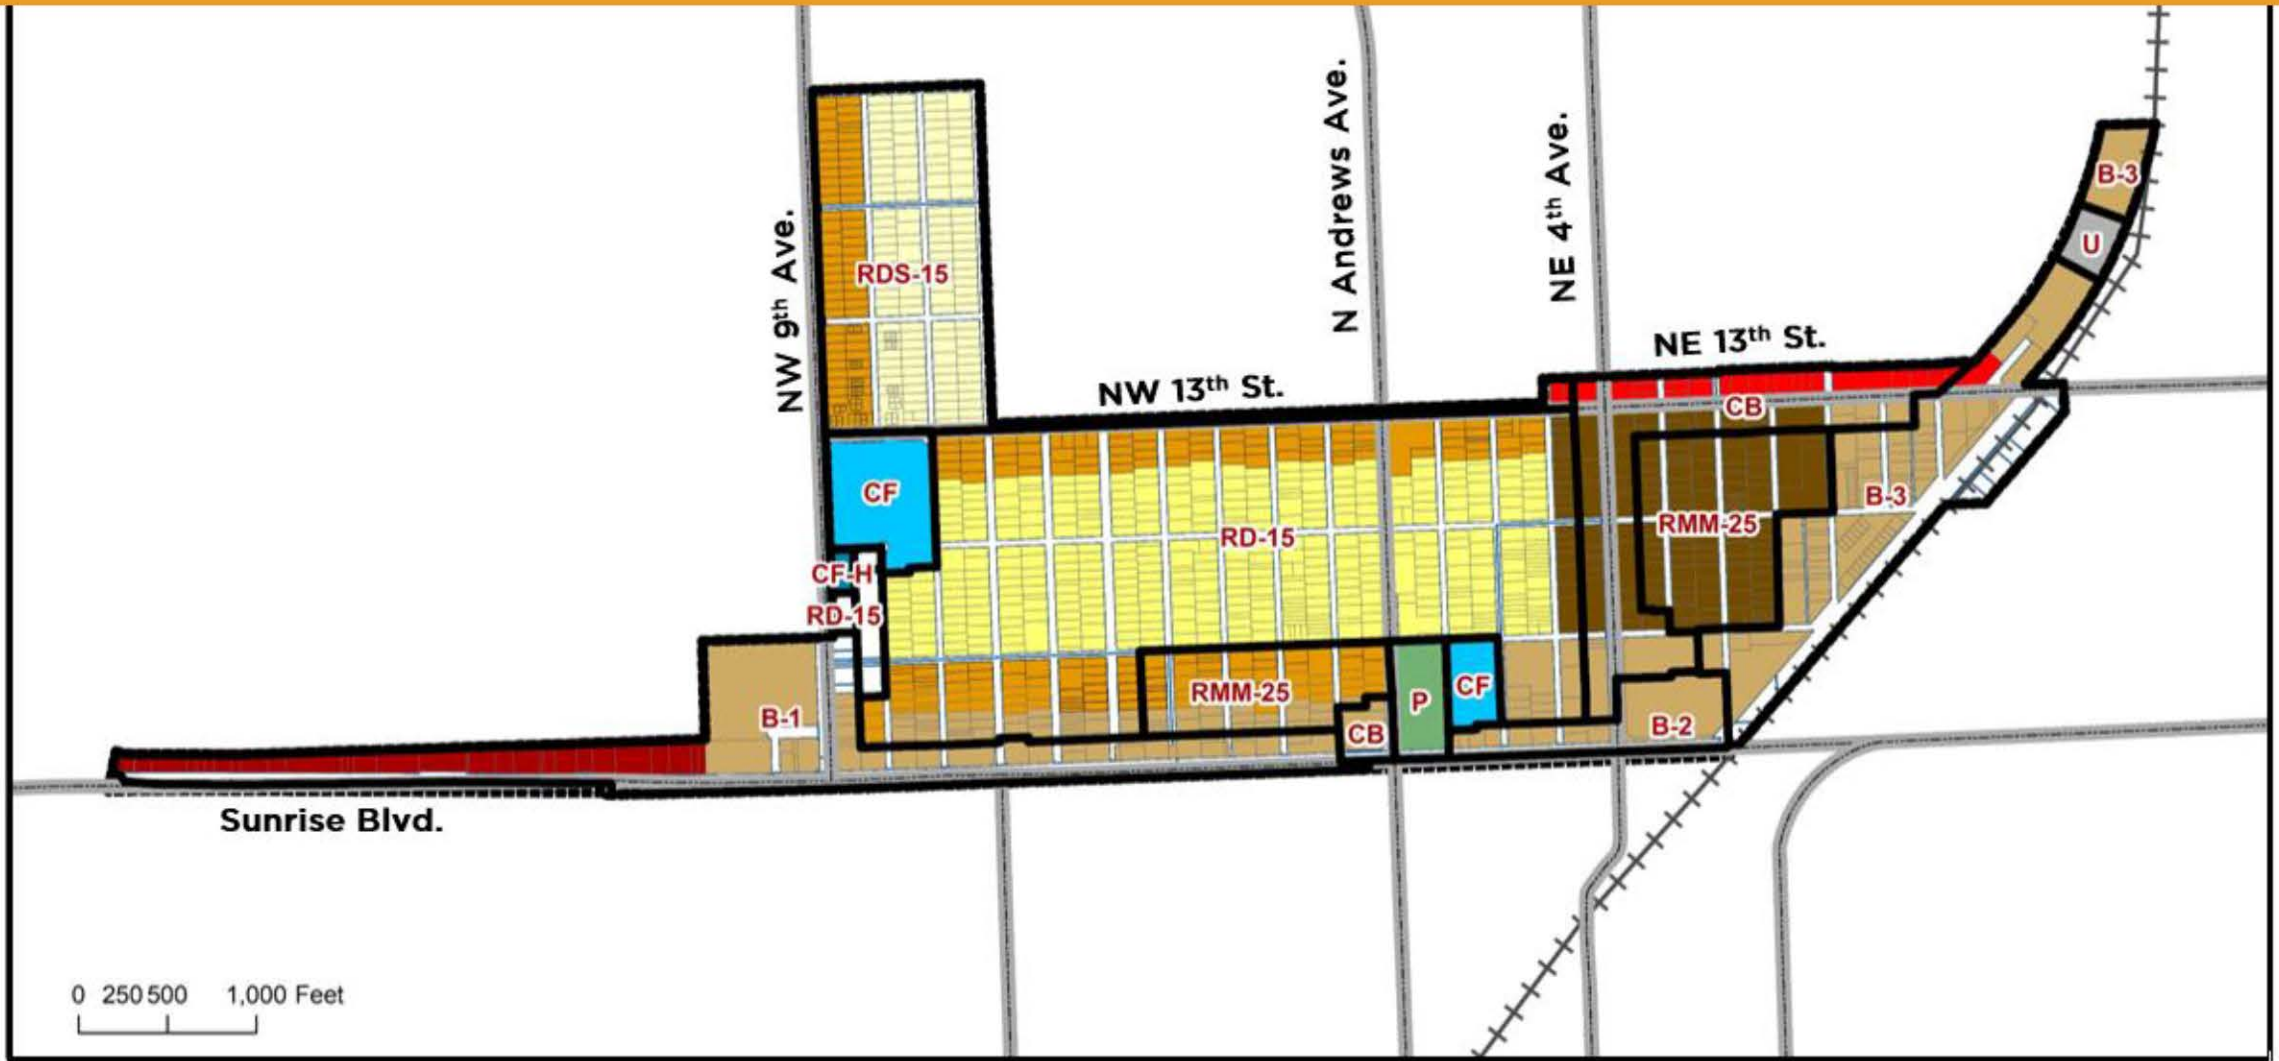 N Andrews Ave.
NE 4th Ave.
B-3
NW 9th Ave.
U
RDS-15
NE 13th St.
NW 13th St.
CB
CF
B-3
RMM-25
RD-15
CF-H
RD-15
CF
RMM-25
P
B-1
B-2
CB
Sunrise Blvd.
0 250 500 1,000 Feet